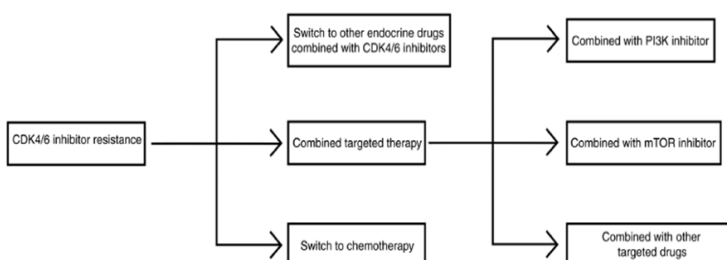 Switch to other endocrine drugs
combined with CDK4/6 inhibitors
Combined with PI3K inhibitor
CDK4/6 inhibitor resistance
Combined targeted therapy
Combined with mTOR inhibitor
Switch to chemotherapy
Combined with other
targeted drugs